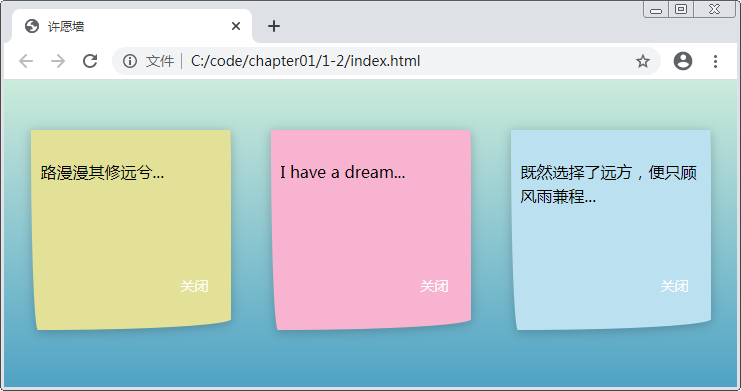 许愿墙
文件 C:/code/chapter01/1-2/index.html
路漫漫其修远兮...
I have a dream...
既然选择了远方，便只顾
风雨兼程...
关闭
关闭
关闭